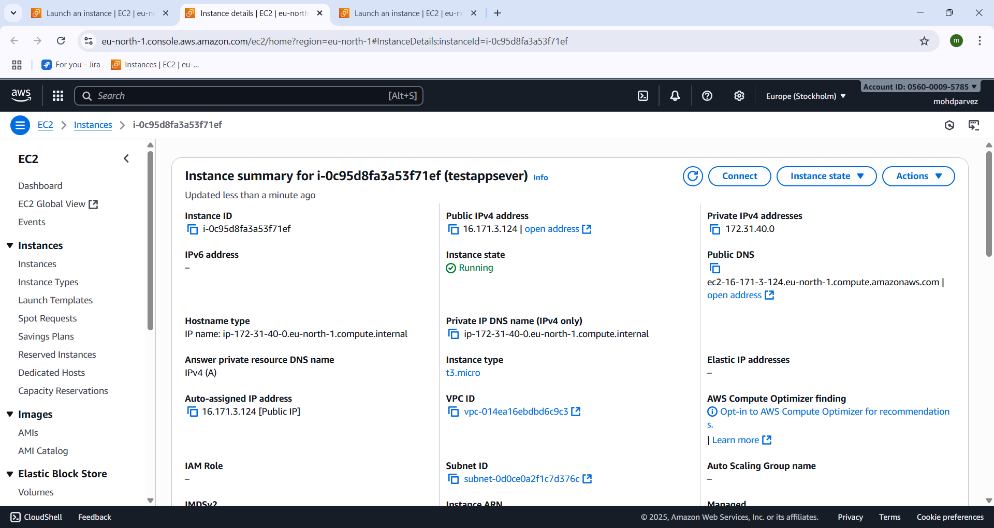 Launch an instance | EC2 | eu-n
Instance details | EC2 | eu-north
Launch an instance | EC2 | eu-n
eu-north-1.console.aws.amazon.com/ec2/home?region=eu-north-1#InstanceDetails:instanceId=i-0c95d8fa3a53f71ef
m
For you - Jira
Instances | EC2 | eu-...
aws
Search
[Alt+S]
Europe (Stockholm)
Account ID: 0560-0009-5785
mohdparvez
EC2
Instances
i-0c95d8fa3a53f71ef
EC2
Dashboard
EC2 Global View
Events
Instances
Instances
Instance Types
Launch Templates
Spot Requests
Savings Plans
Reserved Instances
Dedicated Hosts
Capacity Reservations
Images
AMIs
AMI Catalog
Elastic Block Store
Volumes
Instance summary for i-0c95d8fa3a53f71ef (testappsever) Info
Updated less than a minute ago
Connect
Instance state
Actions
Instance ID
i-0c95d8fa3a53f71ef
Public IPv4 address
16.171.3.124 | open address
Private IPv4 addresses
172.31.40.0
IPv6 address
–
Instance state
Running
Public DNS
ec2-16-171-3-124.eu-north-1.compute.amazonaws.com |
open address
Hostname type
IP name: ip-172-31-40-0.eu-north-1.compute.internal
Private IP DNS name (IPv4 only)
ip-172-31-40-0.eu-north-1.compute.internal
Answer private resource DNS name
IPv4 (A)
Instance type
t3.micro
Elastic IP addresses
–
Auto-assigned IP address
16.171.3.124 [Public IP]
VPC ID
vpc-014ea16ebdbd6c9c3
AWS Compute Optimizer finding
Opt-in to AWS Compute Optimizer for recommendation
s.
| Learn more
IAM Role
–
Subnet ID
subnet-0d0ce0a2f1c7d376c
Auto Scaling Group name
–
IMDSv2
Instance ARN
Managed
CloudShell
Feedback
© 2025, Amazon Web Services, Inc. or its affiliates.
Privacy
Terms
Cookie preferences